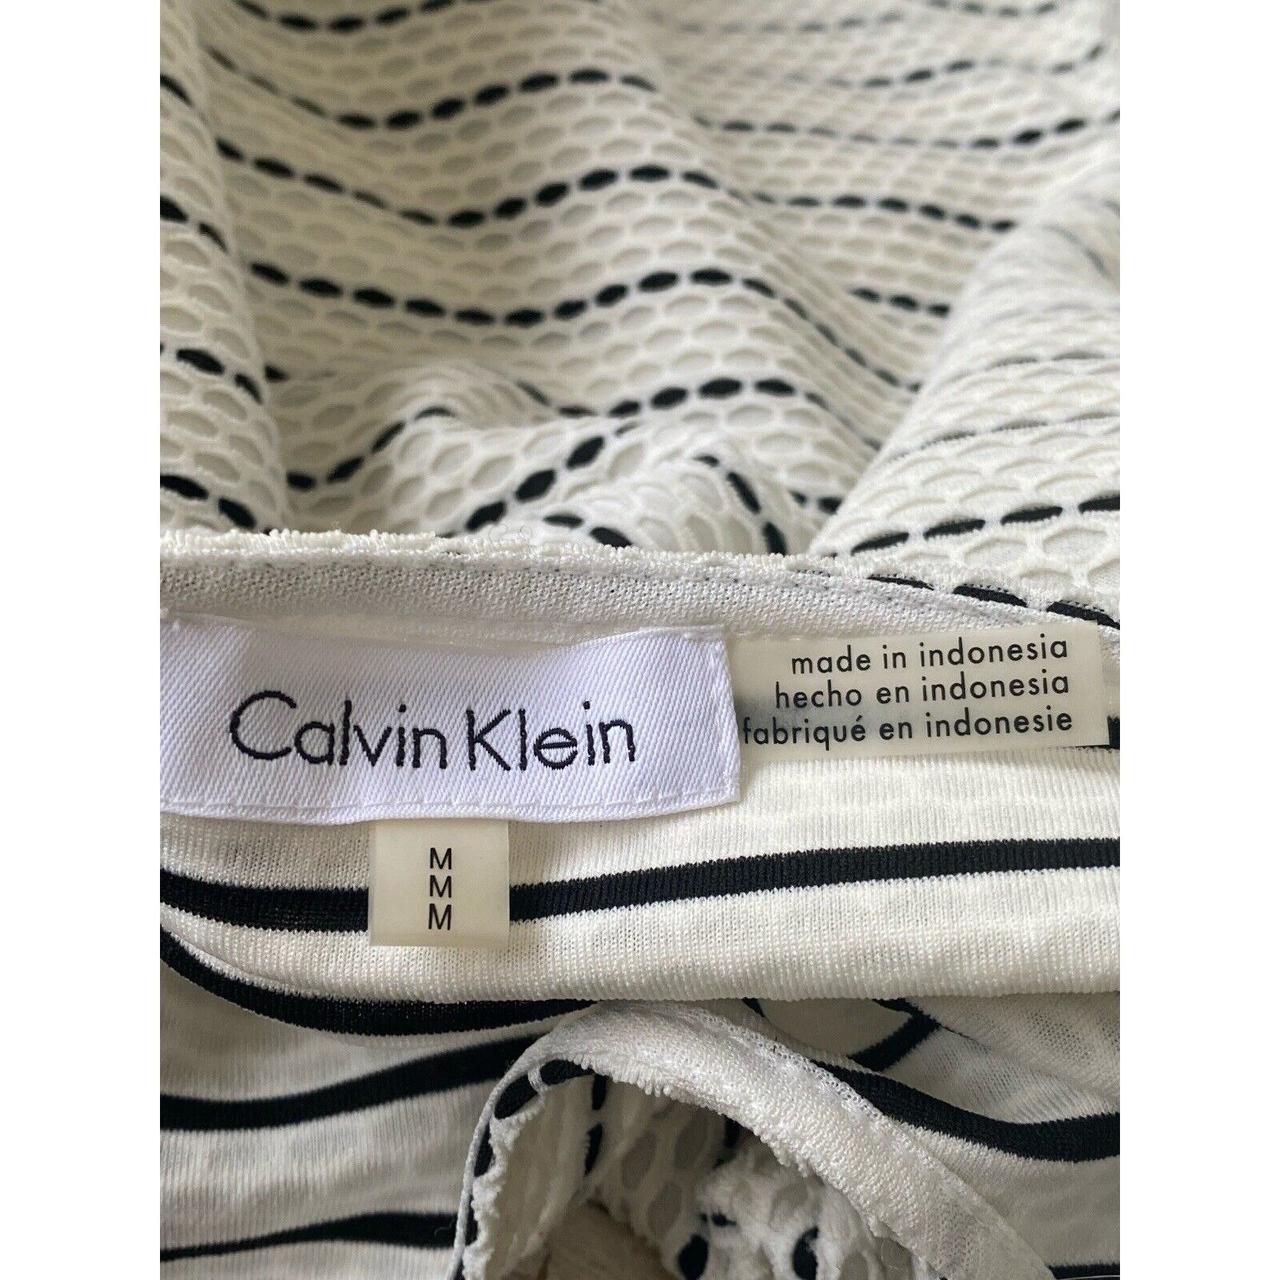 Calvin Klein
made in indonesia
hecho en indonesia
fabriqué en indonesie
M
M
M